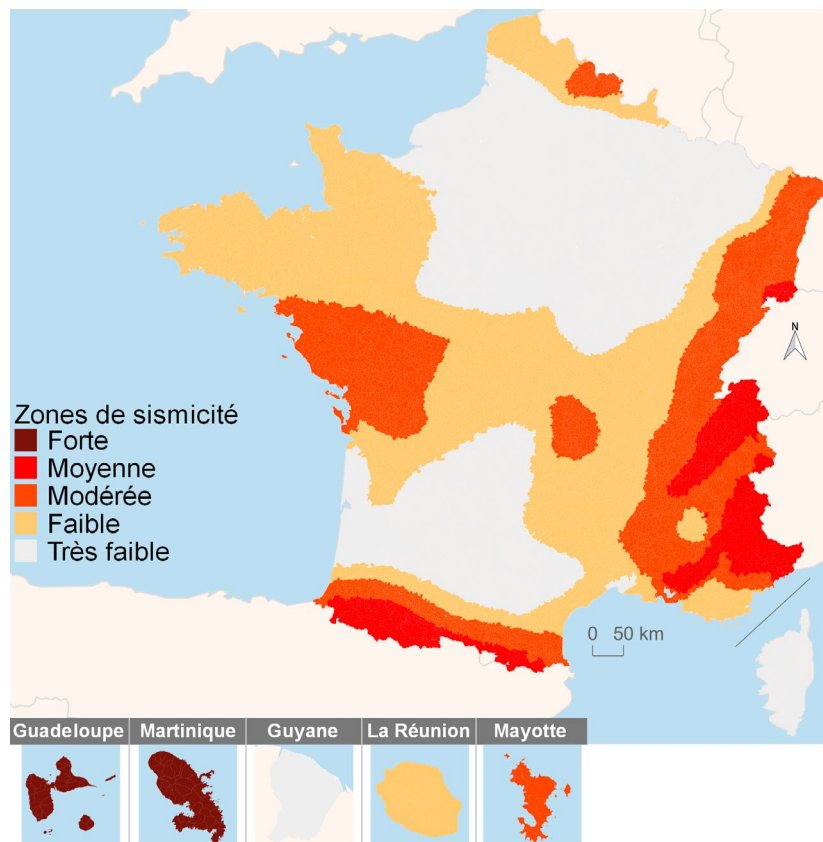 N
Zones de sismicité
Forte
Moyenne
Modérée
Faible
Très faible
0 50 km
Guadeloupe Martinique Guyane La Réunion Mayotte